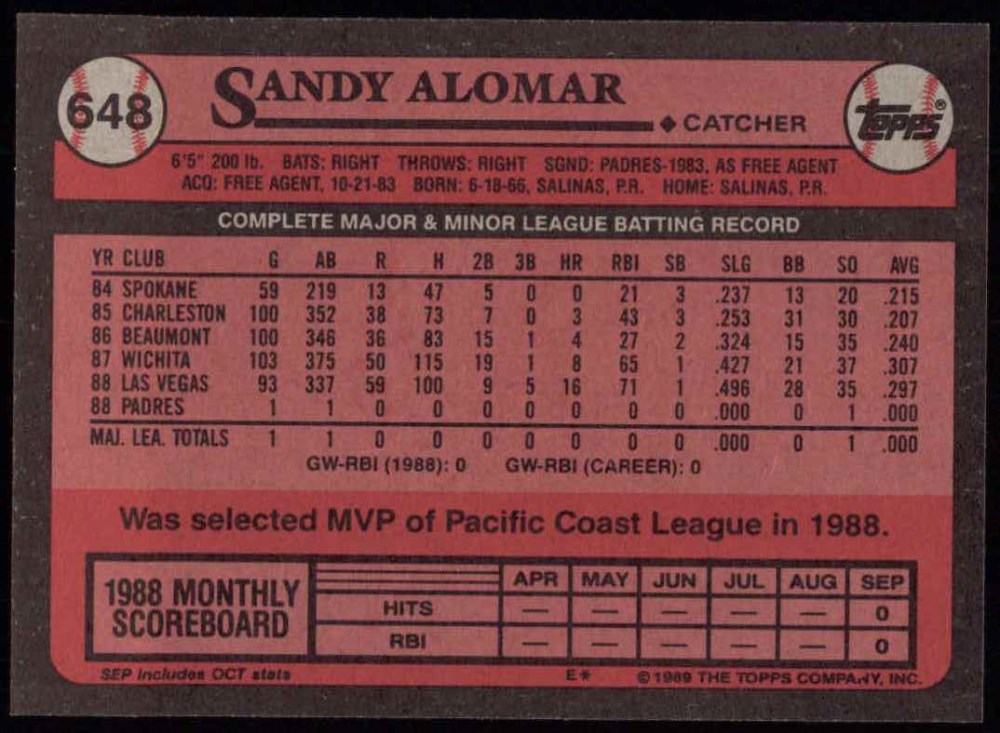 648
SANDY ALOMAR
◆ CATCHER
Topps®
6'5" 200 lb. BATS: RIGHT THROWS: RIGHT SGND: PADRES-1983, AS FREE AGENT
ACQ: FREE AGENT, 10-21-83 BORN: 6-18-66, SALINAS, P.R. HOME: SALINAS, P.R.
COMPLETE MAJOR & MINOR LEAGUE BATTING RECORD
YR CLUB G AB R H 2B 3B HR RBI SB SLG BB SO AVG
84 SPOKANE 59 219 13 47 5 0 0 21 3 .237 13 20 .215
85 CHARLESTON 100 352 38 73 7 0 3 43 3 .253 31 30 .207
86 BEAUMONT 100 346 36 83 15 1 4 27 2 .324 15 35 .240
87 WICHITA 103 375 50 115 19 1 8 65 1 .427 21 37 .307
88 LAS VEGAS 93 337 59 100 9 5 16 71 1 .496 28 35 .297
88 PADRES 1 1 0 0 0 0 0 0 0 .000 0 1 .000
MAJ. LEA. TOTALS 1 1 0 0 0 0 0 0 0 .000 0 1 .000
GW-RBI (1988): 0 GW-RBI (CAREER): 0
Was selected MVP of Pacific Coast League in 1988.
1988 MONTHLY SCOREBOARD
APR MAY JUN JUL AUG SEP
HITS — — — — — 0
RBI — — — — — 0
SEP Includes OCT stats E* © 1989 THE TOPPS COMPANY, INC.